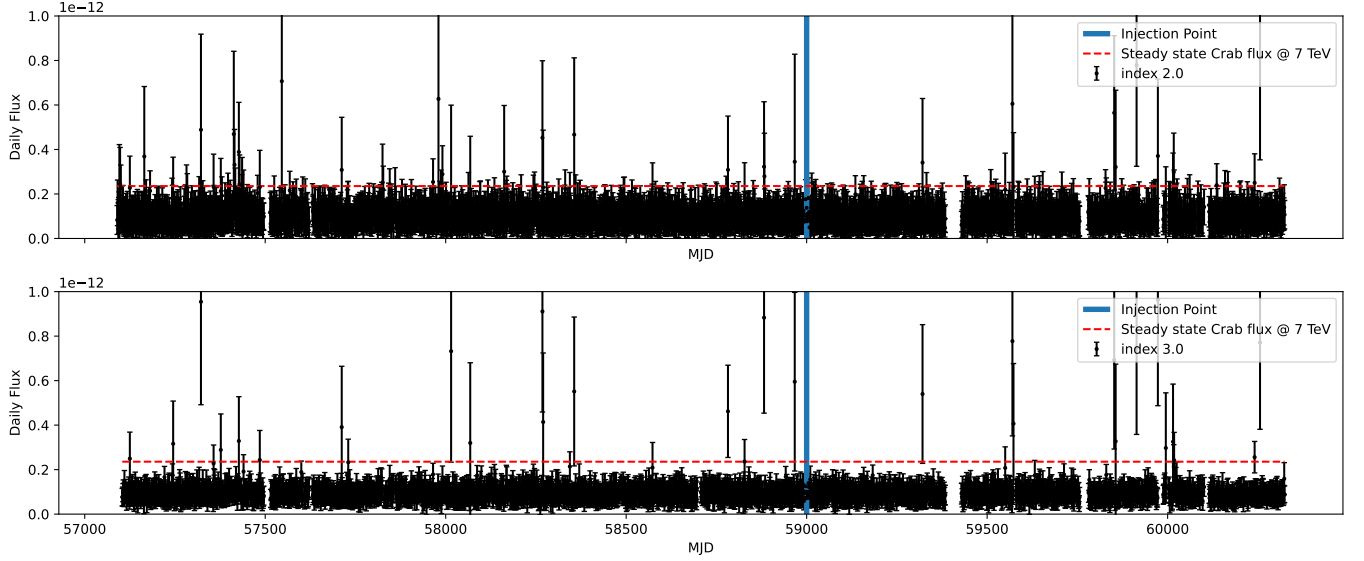 1e−12
1.0
0.8
0.6
0.4
0.2
0.0
Daily Flux
Injection Point
Steady state Crab flux @ 7 TeV
index 2.0
MJD
1e−12
1.0
0.8
0.6
0.4
0.2
0.0
Daily Flux
Injection Point
Steady state Crab flux @ 7 TeV
index 3.0
57000 57500 58000 58500 59000 59500 60000
MJD